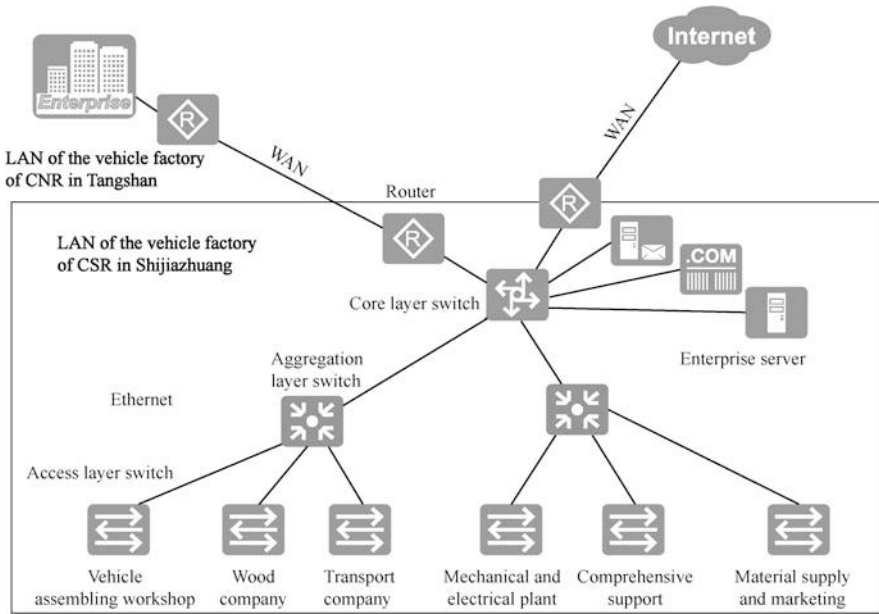 Internet
Enterprise
R
LAN of the vehicle factory
of CNR in Tangshan
WAN
WAN
Router
R
R
LAN of the vehicle factory
of CSR in Shijiazhuang
.COM
Core layer switch
Enterprise server
Aggregation
layer switch
Ethernet
Access layer switch
Vehicle
assembling workshop
Wood
company
Transport
company
Mechanical and
electrical plant
Comprehensive
support
Material supply
and marketing